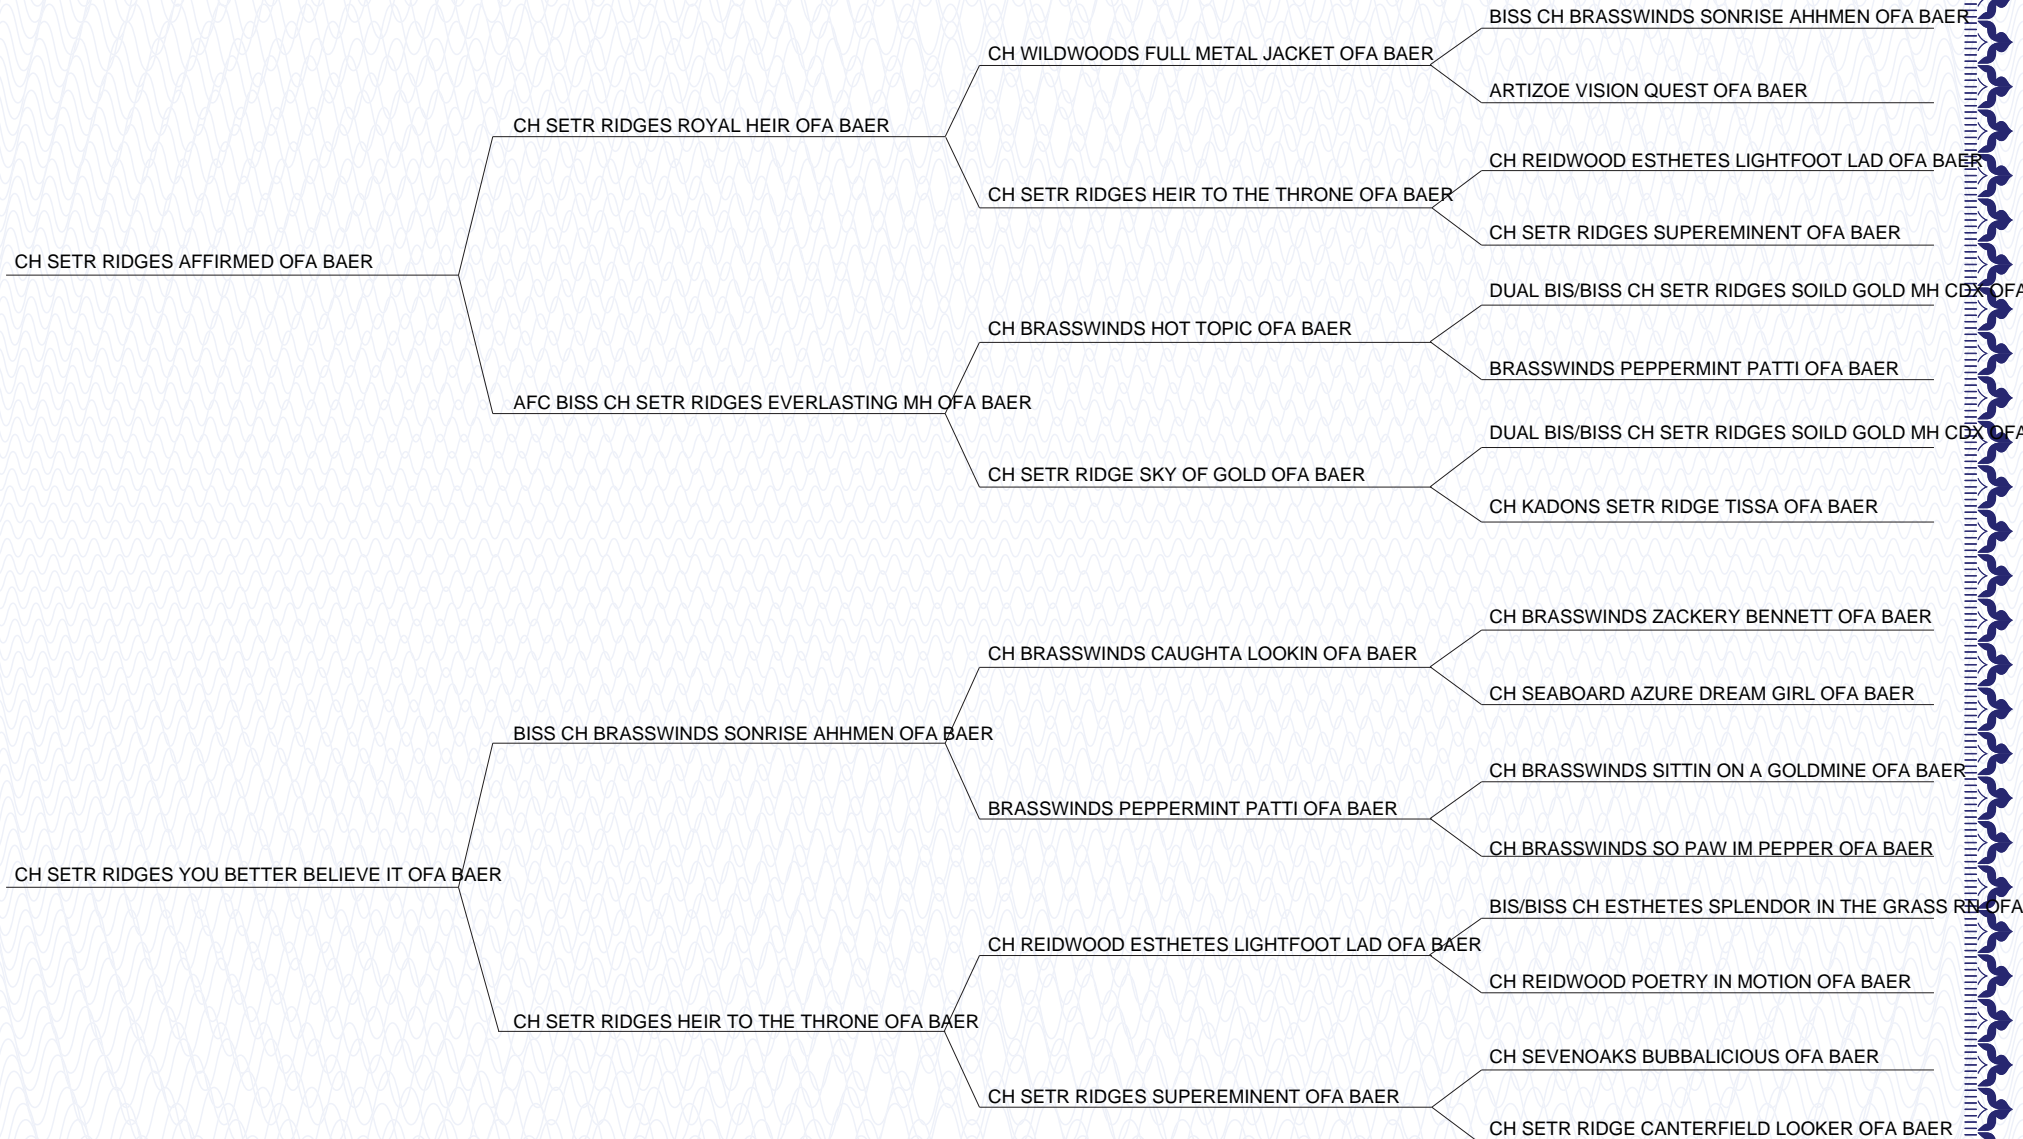 BISS CH BRASSWINDS SONRISE AHHMEN OFA BAER
CH WILDWOODS FULL METAL JACKET OFA BAER
ARTIZOE VISION QUEST OFA BAER
CH SETR RIDGES ROYAL HEIR OFA BAER
CH REIDWOOD ESTHETES LIGHTFOOT LAD OFA BAER
CH SETR RIDGES HEIR TO THE THRONE OFA BAER
CH SETR RIDGES SUPEREMINENT OFA BAER
CH SETR RIDGES AFFIRMED OFA BAER
DUAL BIS/BISS CH SETR RIDGES SOILD GOLD MH CDX OFA
CH BRASSWINDS HOT TOPIC OFA BAER
BRASSWINDS PEPPERMINT PATTI OFA BAER
AFC BISS CH SETR RIDGES EVERLASTING MH OFA BAER
DUAL BIS/BISS CH SETR RIDGES SOILD GOLD MH CDX OFA
CH SETR RIDGE SKY OF GOLD OFA BAER
CH KADONS SETR RIDGE TISSA OFA BAER
CH BRASSWINDS ZACKERY BENNETT OFA BAER
CH BRASSWINDS CAUGHTA LOOKIN OFA BAER
CH SEABOARD AZURE DREAM GIRL OFA BAER
BISS CH BRASSWINDS SONRISE AHHMEN OFA BAER
CH BRASSWINDS SITTIN ON A GOLDMINE OFA BAER
BRASSWINDS PEPPERMINT PATTI OFA BAER
CH BRASSWINDS SO PAW IM PEPPER OFA BAER
CH SETR RIDGES YOU BETTER BELIEVE IT OFA BAER
BIS/BISS CH ESTHETES SPLENDOR IN THE GRASS RN OFA
CH REIDWOOD ESTHETES LIGHTFOOT LAD OFA BAER
CH REIDWOOD POETRY IN MOTION OFA BAER
CH SETR RIDGES HEIR TO THE THRONE OFA BAER
CH SEVENOAKS BUBBALICIOUS OFA BAER
CH SETR RIDGES SUPEREMINENT OFA BAER
CH SETR RIDGE CANTERFIELD LOOKER OFA BAER